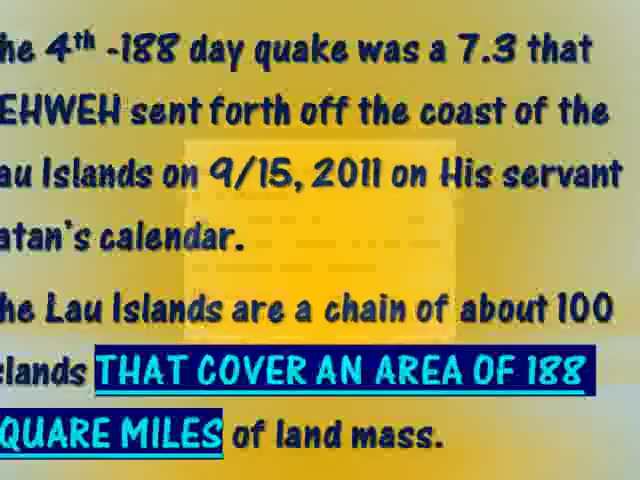 he 4th -188 day quake was a 7.3 that
EHWEH sent forth off the coast of the
au Islands on 9/15, 2011 on His servant
atan's calendar.
he Lau Islands are a chain of about 100
slands THAT COVER AN AREA OF 188
QUARE MILES of land mass.